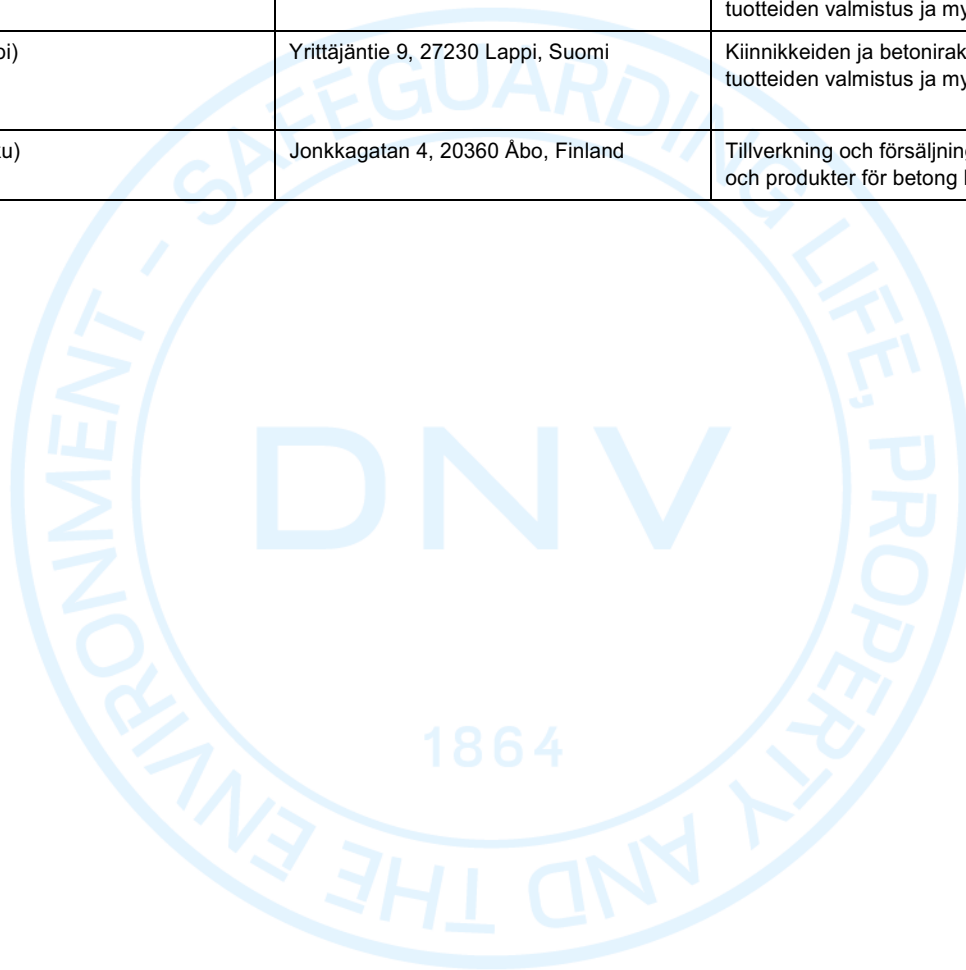 tuotteiden valmistus ja my
pi)
Yrittäjäntie 9, 27230 Lappi, Suomi
Kiinnikkeiden ja betonirak
tuotteiden valmistus ja my
ku)
Jonkkagatan 4, 20360 Åbo, Finland
Tillverkning och försäljning
och produkter för betong
SAFEGUARDING LIFE, PROPERTY AND THE ENVIRONMENT -
DNV
1864